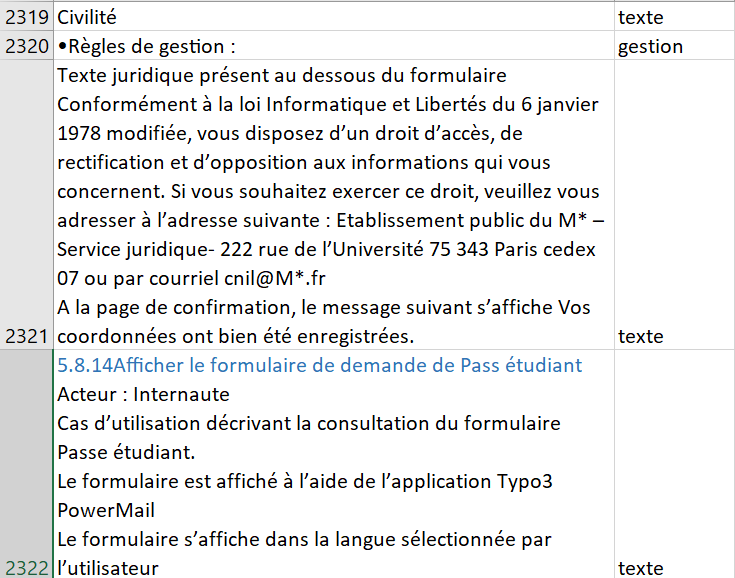 2319 Civilité texte
2320 •Règles de gestion : gestion
Texte juridique présent au dessous du formulaire
Conformément à la loi Informatique et Libertés du 6 janvier
1978 modifiée, vous disposez d’un droit d’accès, de
rectification et d’opposition aux informations qui vous
concernent. Si vous souhaitez exercer ce droit, veuillez vous
adresser à l’adresse suivante : Etablissement public du M* –
Service juridique- 222 rue de l’Université 75 343 Paris cedex
07 ou par courriel cnil@M*.fr
A la page de confirmation, le message suivant s’affiche Vos
2321 coordonnées ont bien été enregistrées. texte
5.8.14Afficher le formulaire de demande de Pass étudiant
Acteur : Internaute
Cas d’utilisation décrivant la consultation du formulaire
Passe étudiant.
Le formulaire est affiché à l’aide de l’application Typo3
PowerMail
Le formulaire s’affiche dans la langue sélectionnée par
2322 l’utilisateur texte